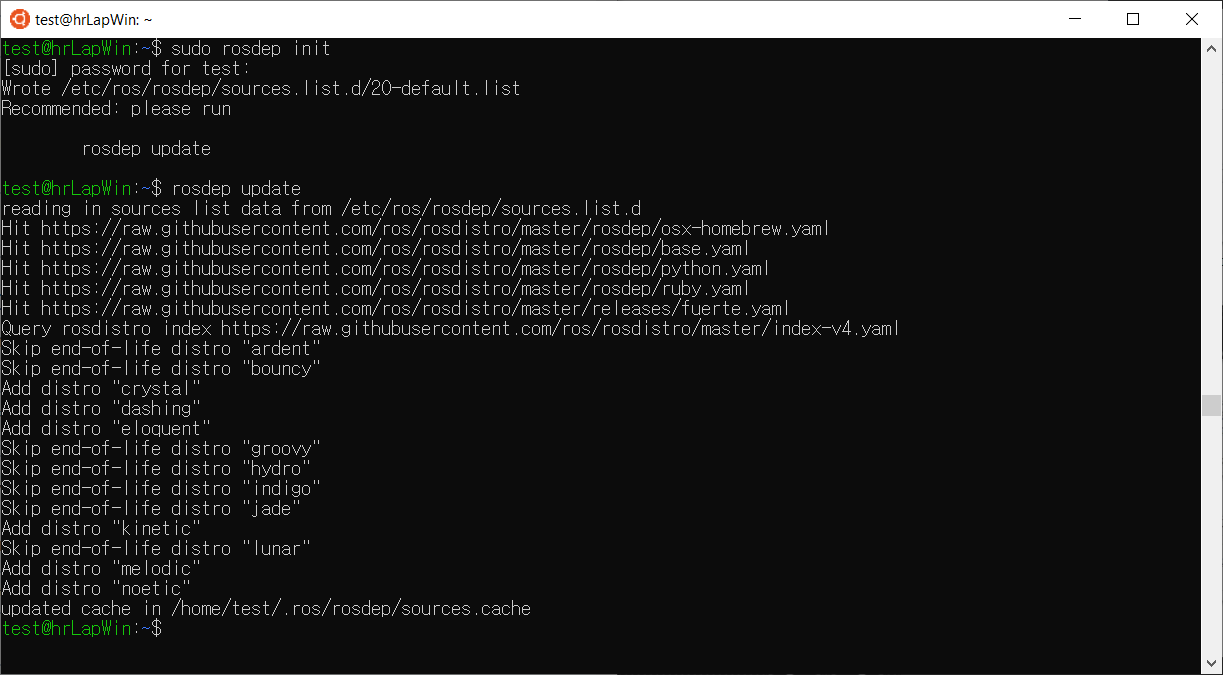 test@hrLapWin: ~
test@hrLapWin:~$ sudo rosdep init
[sudo] password for test:
Wrote /etc/ros/rosdep/sources.list.d/20-default.list
Recommended: please run
rosdep update
test@hrLapWin:~$ rosdep update
reading in sources list data from /etc/ros/rosdep/sources.list.d
Hit https://raw.githubusercontent.com/ros/rosdistro/master/rosdep/osx-homebrew.yaml
Hit https://raw.githubusercontent.com/ros/rosdistro/master/rosdep/base.yaml
Hit https://raw.githubusercontent.com/ros/rosdistro/master/rosdep/python.yaml
Hit https://raw.githubusercontent.com/ros/rosdistro/master/rosdep/ruby.yaml
Hit https://raw.githubusercontent.com/ros/rosdistro/master/releases/fuerte.yaml
Query rosdistro index https://raw.githubusercontent.com/ros/rosdistro/master/index-v4.yaml
Skip end-of-life distro "ardent"
Skip end-of-life distro "bouncy"
Add distro "crystal"
Add distro "dashing"
Add distro "eloquent"
Skip end-of-life distro "groovy"
Skip end-of-life distro "hydro"
Skip end-of-life distro "indigo"
Skip end-of-life distro "jade"
Add distro "kinetic"
Skip end-of-life distro "lunar"
Add distro "melodic"
Add distro "noetic"
updated cache in /home/test/.ros/rosdep/sources.cache
test@hrLapWin:~$